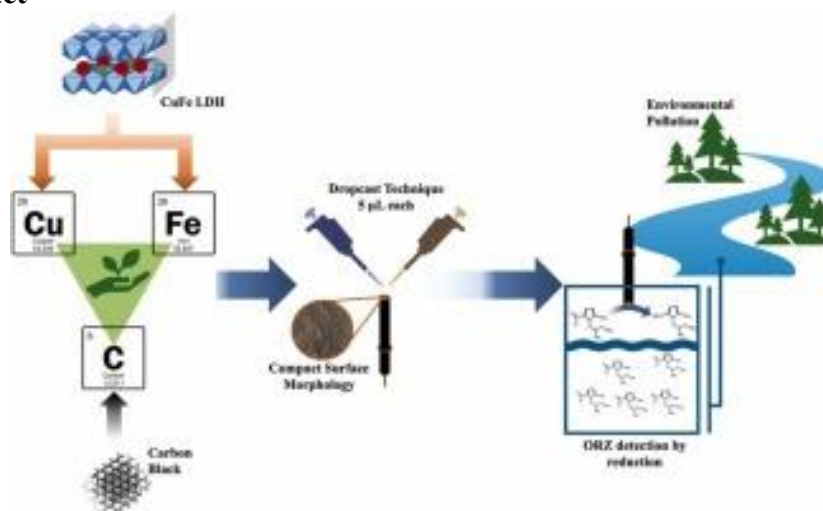 CuFe LDH
Cu
Fe
C
Carbon
Black
Dropcast Technique
5 µL each
Compact Surface
Morphology
Environmental
Pollution
ORZ detection by
reduction